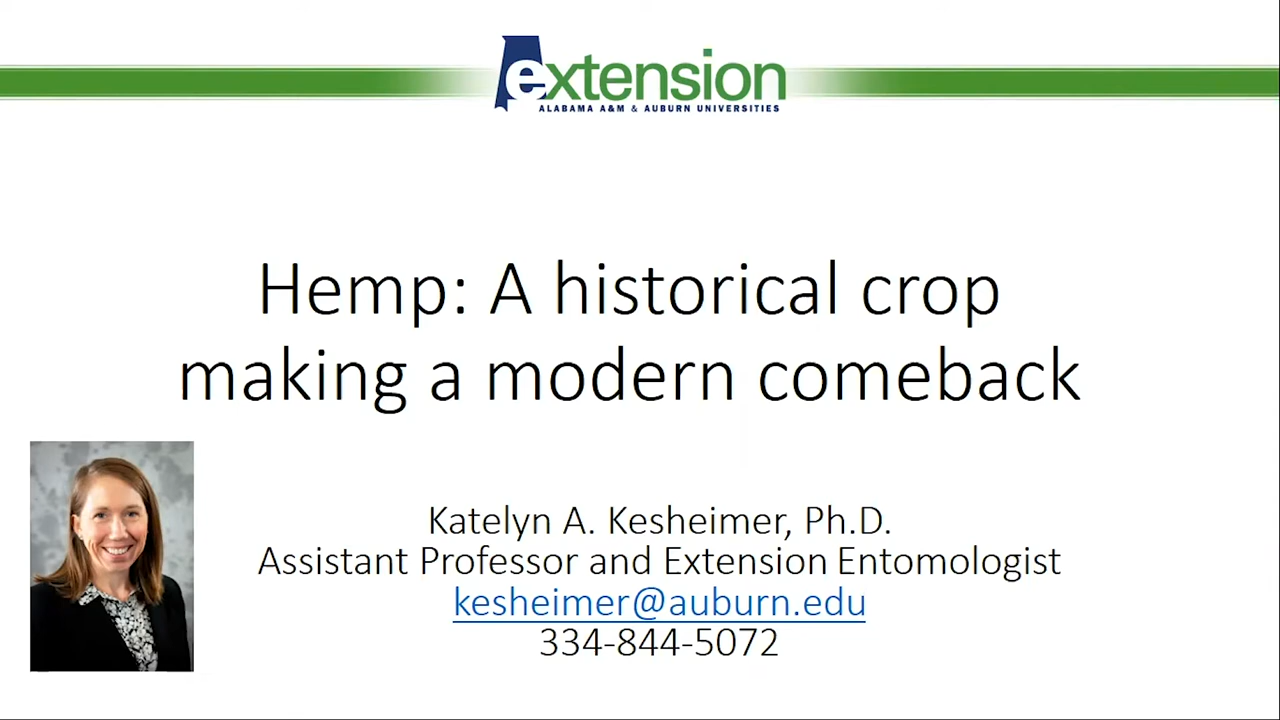 extension
ALABAMA A&M & AUBURN UNIVERSITIES
Hemp: A historical crop
making a modern comeback
Katelyn A. Kesheimer, Ph.D.
Assistant Professor and Extension Entomologist
kesheimer@auburn.edu
334-844-5072